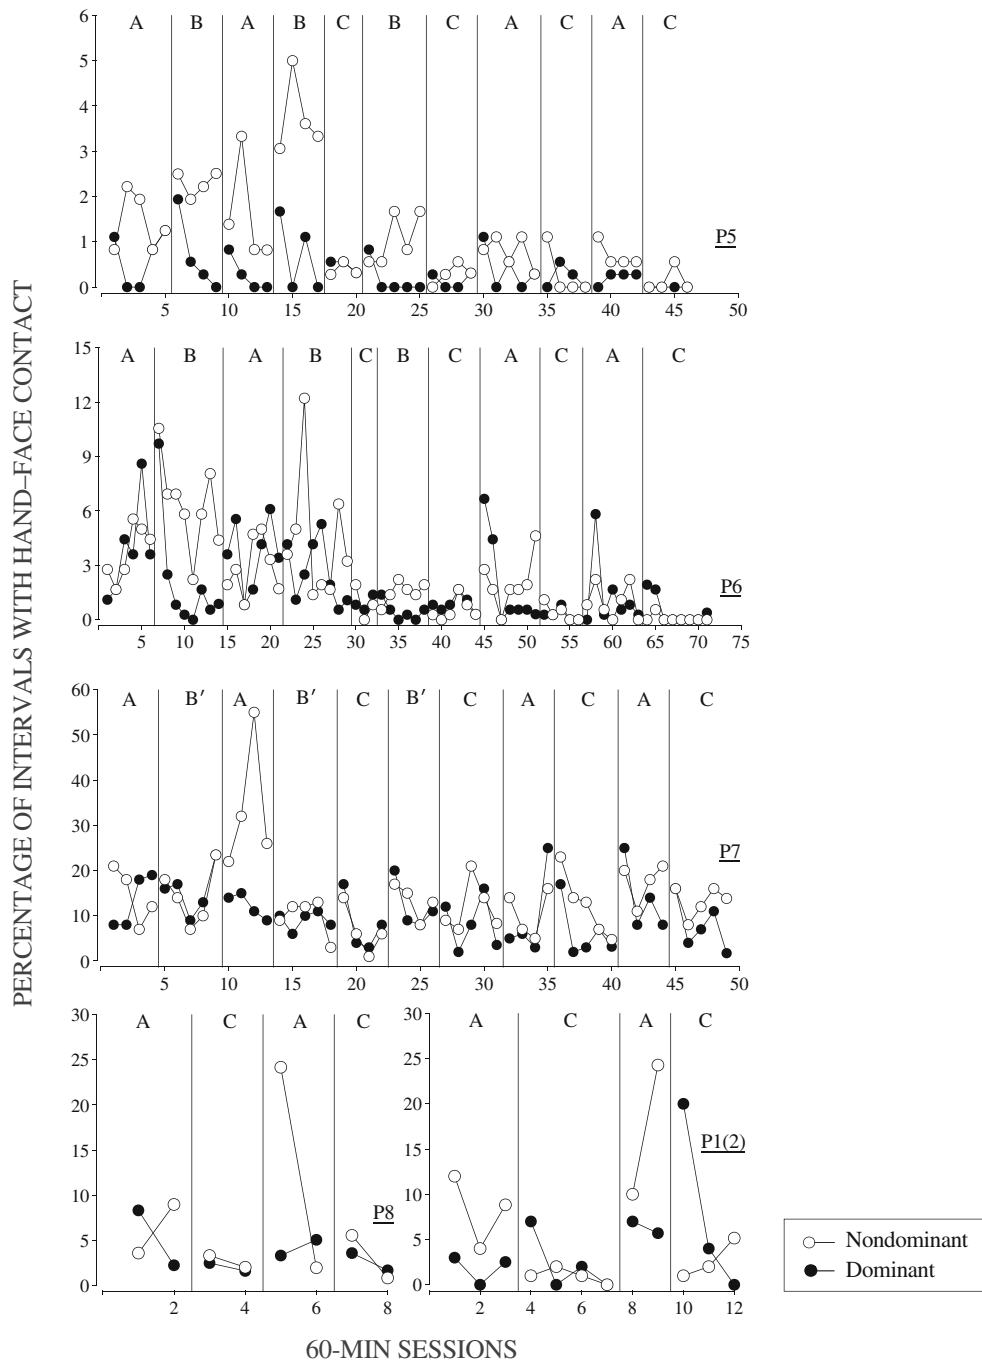 PERCENTAGE OF INTERVALS WITH HAND–FACE CONTACT
A B A B C B C A C A C
6
5
4
3
2
1
0
P5
5 10 15 20 25 30 35 40 45 50
A B A B C B C A C A C
15
12
9
6
3
0
P6
5 10 15 20 25 30 35 40 45 50 55 60 65 70 75
A B′ A B′ C B′ C A C A C
60
50
40
30
20
10
0
P7
5 10 15 20 25 30 35 40 45 50
A C A C
30
25
20
15
10
5
0
P8
2 4 6 8
A C A C
30
25
20
15
10
5
0
P1(2)
2 4 6 8 10 12
Nondominant
Dominant
60-MIN SESSIONS